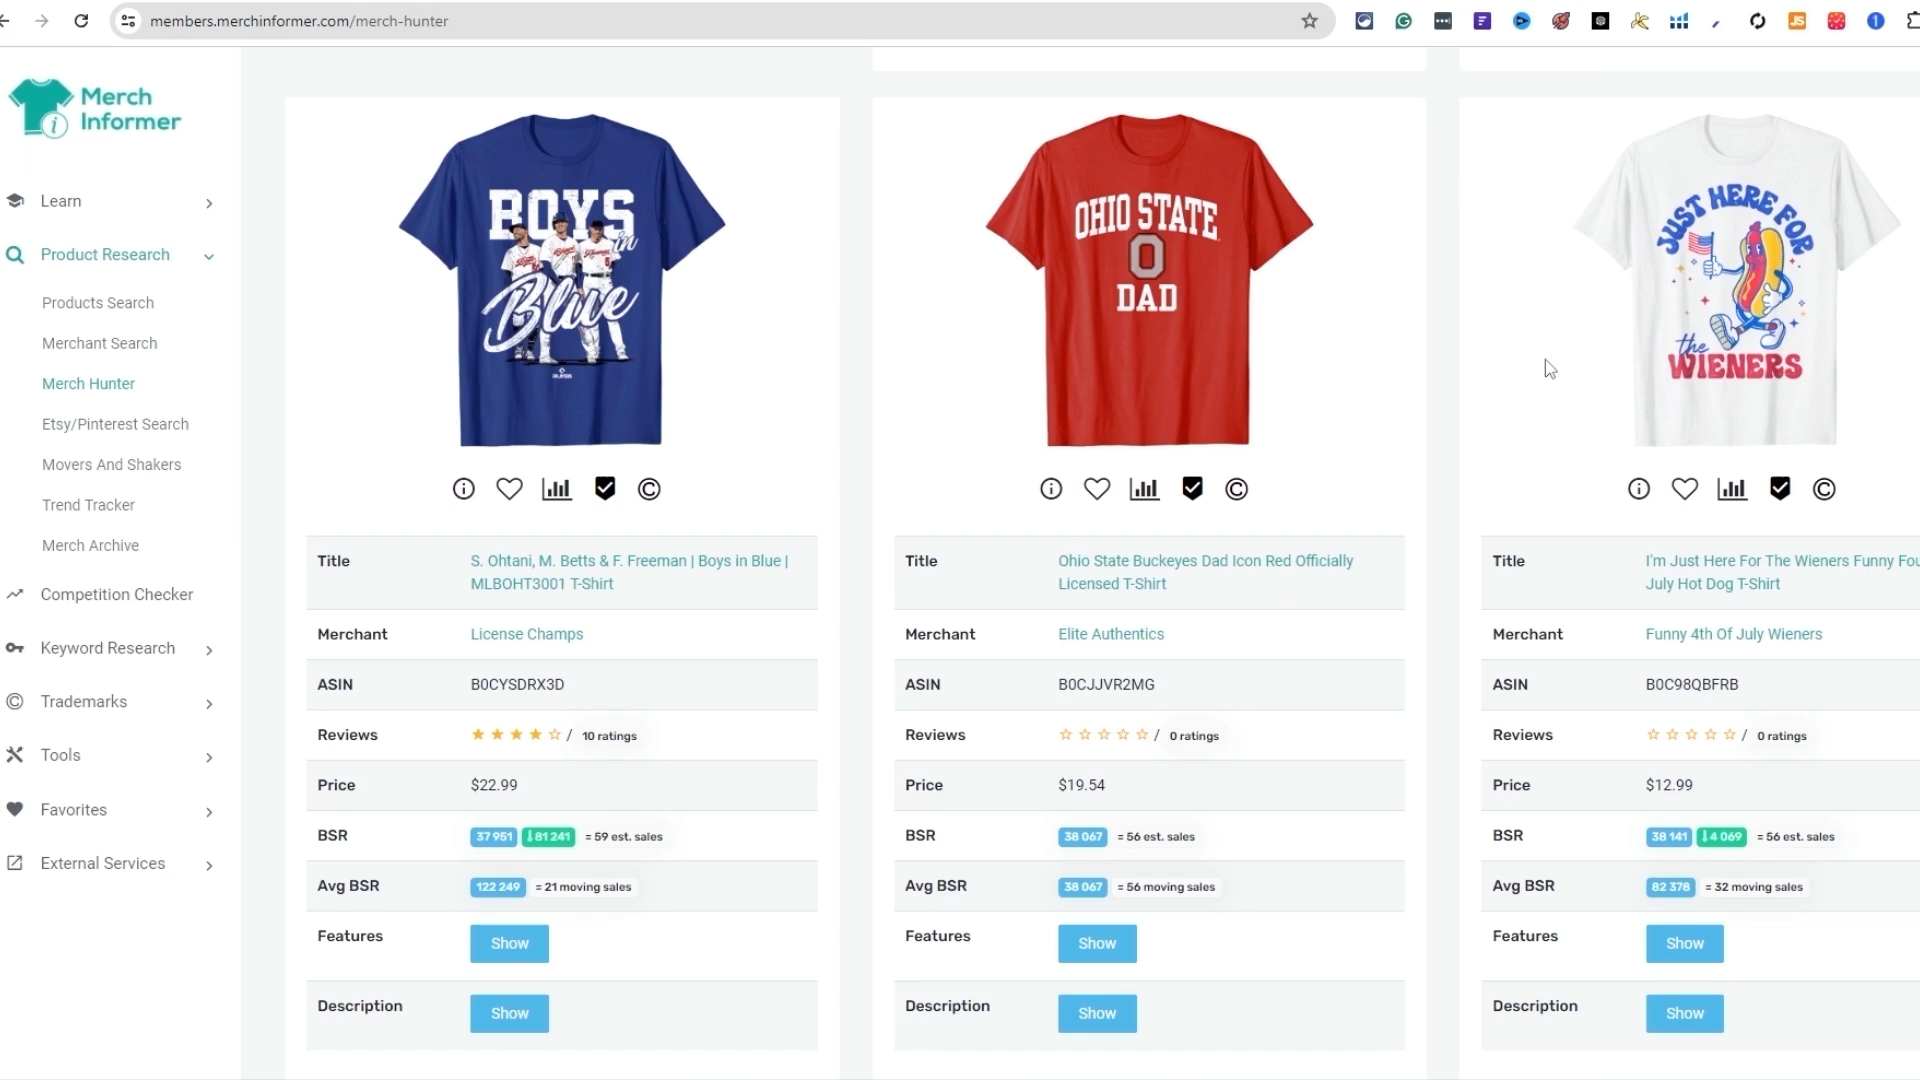 members.merchinformer.com/merch-hunter
Merch
Informer
Learn
Product Research
Products Search
Merchant Search
Merch Hunter
Etsy/Pinterest Search
Movers And Shakers
Trend Tracker
Merch Archive
Competition Checker
Keyword Research
Trademarks
Tools
Favorites
External Services
BOYS
in
Blue
Title
S. Ohtani, M. Betts & F. Freeman | Boys in Blue |
MLBOHT3001 T-Shirt
Merchant
License Champs
ASIN
B0CYSDRX3D
Reviews
/ 10 ratings
Price
$22.99
BSR
37 951
81 241
= 59 est. sales
Avg BSR
122 249
= 21 moving sales
Features
Show
Description
Show
OHIO STATE
O
DAD
Title
Ohio State Buckeyes Dad Icon Red Officially
Licensed T-Shirt
Merchant
Elite Authentics
ASIN
B0CJJVR2MG
Reviews
/ 0 ratings
Price
$19.54
BSR
38 067
= 56 est. sales
Avg BSR
38 067
= 56 moving sales
Features
Show
Description
Show
JUST HERE FOR
the
WIENERS
Title
I'm Just Here For The Wieners Funny Fou
July Hot Dog T-Shirt
Merchant
Funny 4th Of July Wieners
ASIN
B0C98QBFRB
Reviews
/ 0 ratings
Price
$12.99
BSR
38 141
4 069
= 56 est. sales
Avg BSR
82 378
= 32 moving sales
Features
Show
Description
Show